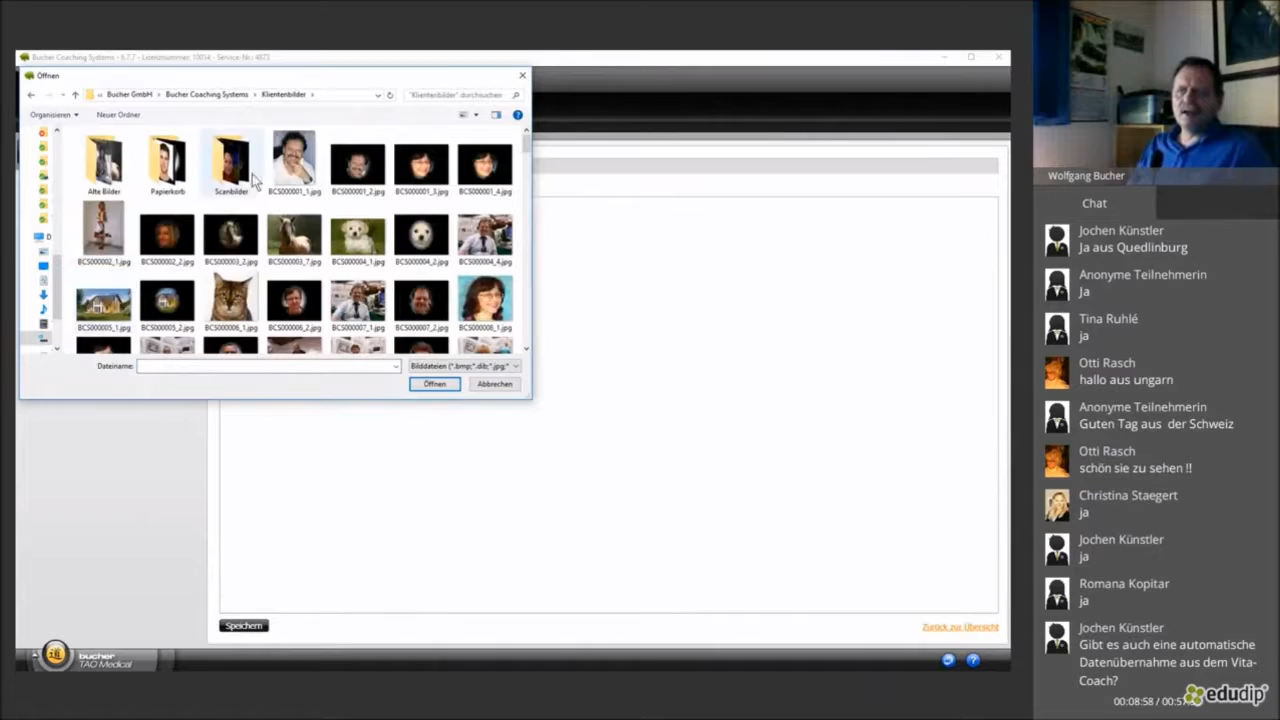 Bucher Coaching Systems - 6.7.7 - Lizenznummer: 10034 - Service-Nr.: 4873
Öffnen
Bucher GmbH
Bucher Coaching Systems
Klientenbilder
"Klientenbilder" durchsuchen
Organisieren
Neuer Ordner
Alte Bilder
Papierkorb
Scanbilder
BCS000001_1.jpg
BCS000001_2.jpg
BCS000001_3.jpg
BCS000001_4.jpg
BCS000002_1.jpg
BCS000002_2.jpg
BCS000003_2.jpg
BCS000003_7.jpg
BCS000004_1.jpg
BCS000004_2.jpg
BCS000004_4.jpg
BCS000005_1.jpg
BCS000005_2.jpg
BCS000006_1.jpg
BCS000006_2.jpg
BCS000007_1.jpg
BCS000007_2.jpg
BCS000008_1.jpg
D
Dateiname:
Bilddateien (*.bmp;*.dib;*.jpg;*
Öffnen
Abbrechen
Speichern
Zurück zur Übersicht
bucher
TAO Medical
Wolfgang Bucher
Chat
Jochen Künstler
Ja aus Quedlinburg
Anonyme Teilnehmerin
Ja
Tina Ruhlé
ja
Otti Rasch
hallo aus ungarn
Anonyme Teilnehmerin
Guten Tag aus der Schweiz
Otti Rasch
schön sie zu sehen !!
Christina Staegert
ja
Jochen Künstler
ja
Romana Kopitar
ja
Jochen Künstler
Gibt es auch eine automatische
Datenübernahme aus dem Vita-
Coach?
edudip
00:08:58